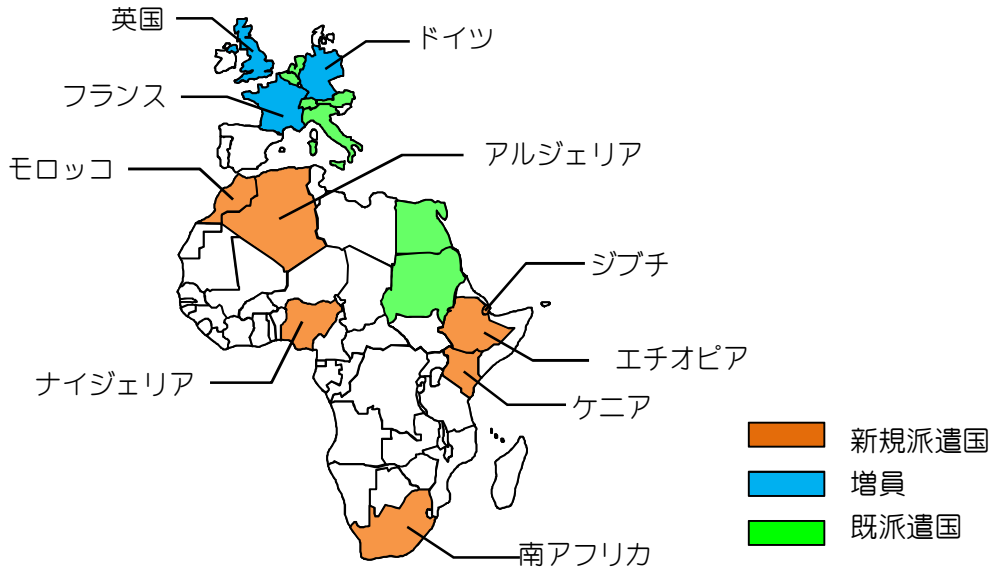 英国
ドイツ
フランス
アルジェリア
モロッコ
ジブチ
エチオピア
ナイジェリア
ケニア
新規派遣国
増員
既派遣国
南アフリカ